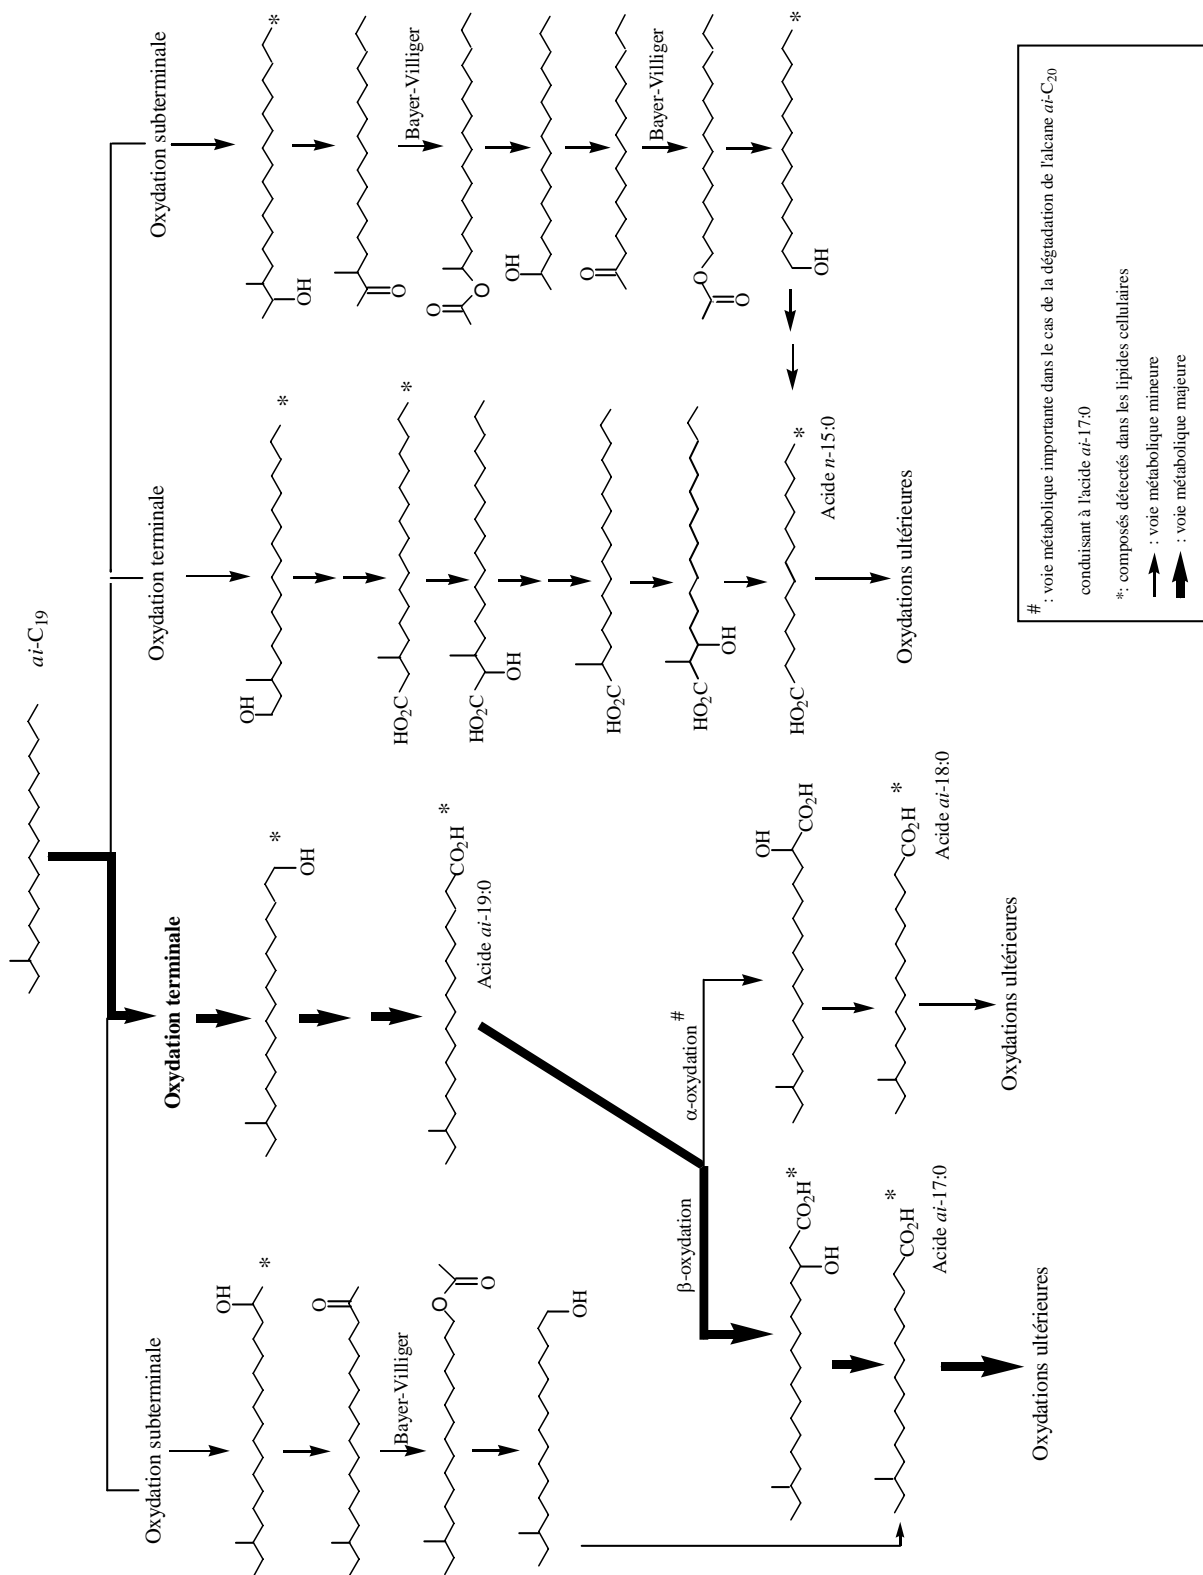 ai-C19
Oxydation subterminale
OH
*
O
Bayer-Villiger
O
O
OH
Oxydation terminale
*
OH
CO2H
*
Acide ai-19:0
β-oxydation
α-oxydation
#
CO2H
*
OH
CO2H
*
Acide ai-17:0
Oxydations ultérieures
OH
CO2H
CO2H
*
Acide ai-18:0
Oxydations ultérieures
Oxydation terminale
OH
*
HO2C
*
HO2C
OH
HO2C
HO2C
OH
HO2C
*
Acide n-15:0
Oxydations ultérieures
Oxydation subterminale
OH
*
O
Bayer-Villiger
O
O
OH
O
Bayer-Villiger
O
O
OH
*
# : voie métabolique importante dans le cas de la dégtadation de l'alcane ai-C20
conduisant à l'acide ai-17:0
*: composés détectés dans les lipides cellulaires
: voie métabolique mineure
: voie métabolique majeure